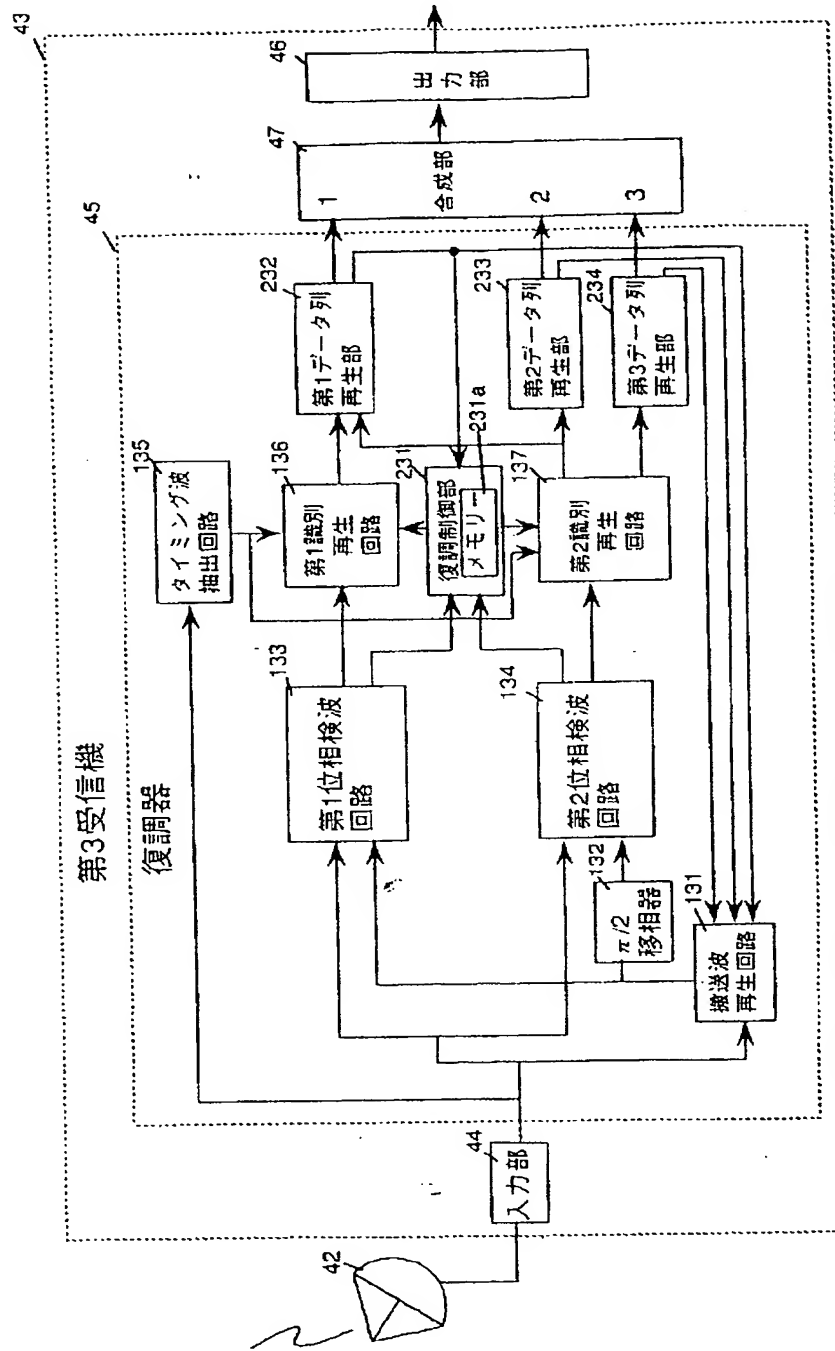 第3受信機
43
復調器
45
42
44
入力部
135
タイミング波
抽出回路
133
第1位相検波
回路
134
第2位相検波
回路
132
π/2
移相器
131
搬送波
再生回路
136
第1識別
再生
回路
231
復調制御部
メモリー
231a
137
第2識別
再生
回路
232
第1データ列
再生部
233
第2データ列
再生部
234
第3データ列
再生部
47
合成部
1
2
3
46
出力部